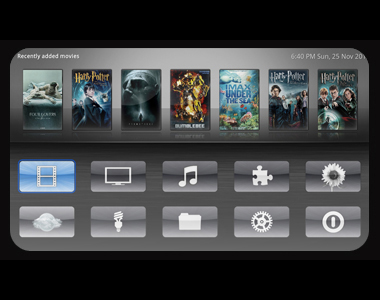 Recently added movies
6:40 PM Sun, 25 Nov 20
Harry Potter
BUMBLEBEE
IMAX
UNDER
THE SEA
Harry Potter
Harry Potter